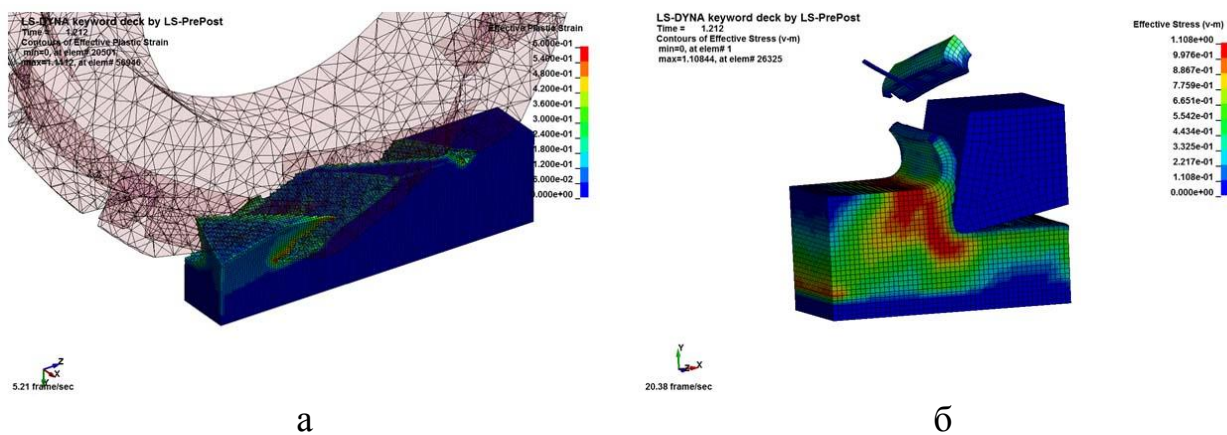 LS-DYNA keyword deck by LS-PrePost
Time = 1.212
Contours of Effective Plastic Strain
min=0, at elem# 20501
max=1.1112, at elem# 56946
Effective Plastic Strain
6.000e-01
5.400e-01
4.800e-01
4.200e-01
3.600e-01
3.000e-01
2.400e-01
1.800e-01
1.200e-01
6.000e-02
0.000e+00
Z
X
Y
5.21 frame/sec
а
LS-DYNA keyword deck by LS-PrePost
Time = 1.212
Contours of Effective Stress (v-m)
min=0, at elem# 1
max=1.10844, at elem# 26325
Effective Stress (v-m)
1.108e+00
9.976e-01
8.867e-01
7.759e-01
6.651e-01
5.542e-01
4.434e-01
3.325e-01
2.217e-01
1.108e-01
0.000e+00
Y
Z X
20.38 frame/sec
б